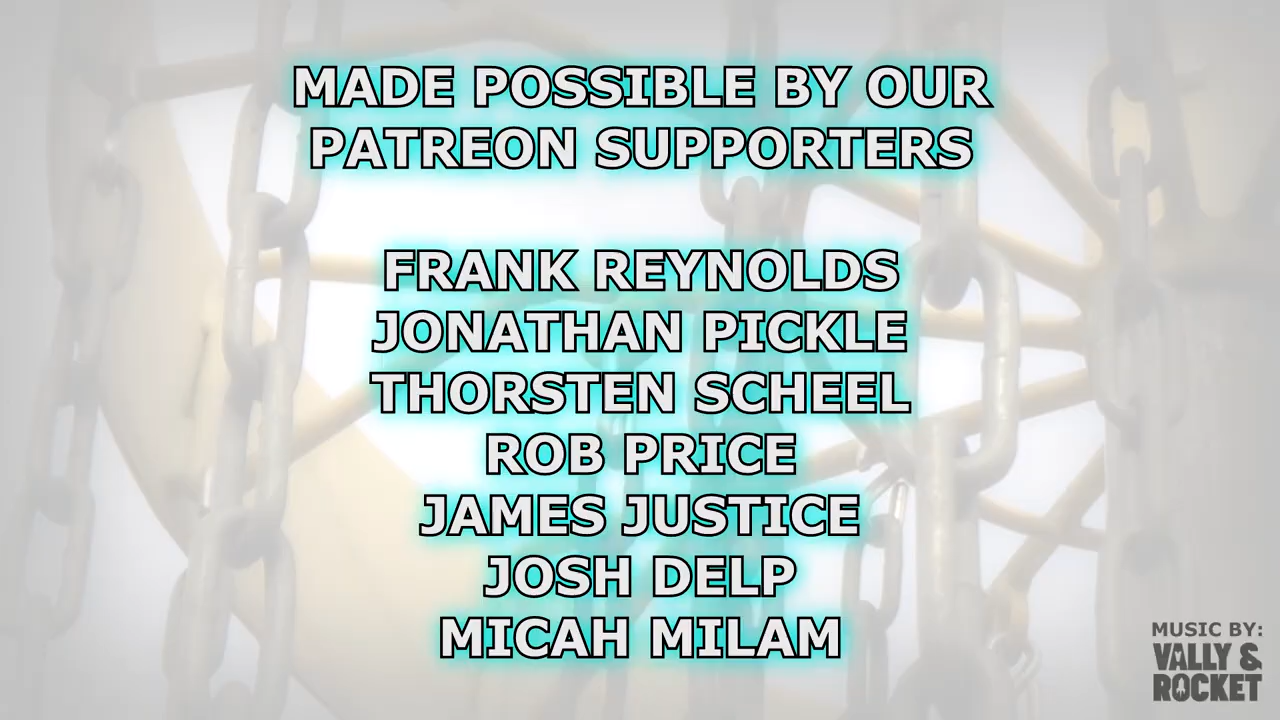 MADE POSSIBLE BY OUR
PATREON SUPPORTERS
FRANK REYNOLDS
JONATHAN PICKLE
THORSTEN SCHEEL
ROB PRICE
JAMES JUSTICE
JOSH DELP
MICAH MILAM
MUSIC BY:
VALLY &
ROCKET